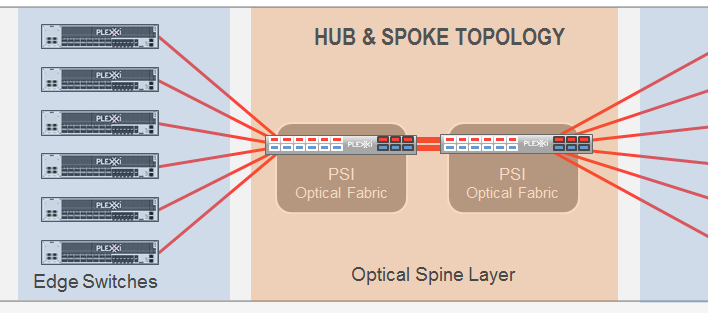 HUB & SPOKE TOPOLOGY
PLEXXi
PLEXXi
PLEXXi
PLEXXi
PLEXXi
PLEXXi
Edge Switches
PLEXXi
PSI
Optical Fabric
PLEXXi
PSI
Optical Fabric
Optical Spine Layer